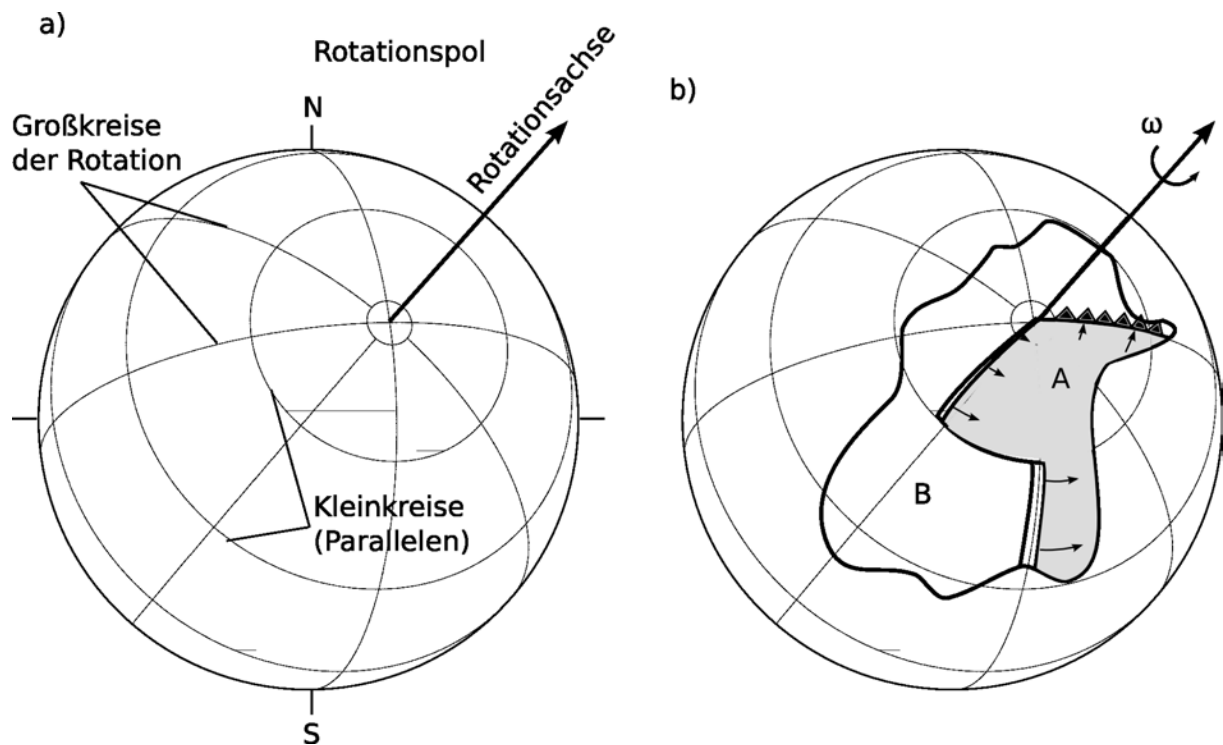 a)
Rotationspol
Rotationsachse
N
Großkreise
der Rotation
Kleinkreise
(Parallelen)
S
b)
ω
A
B